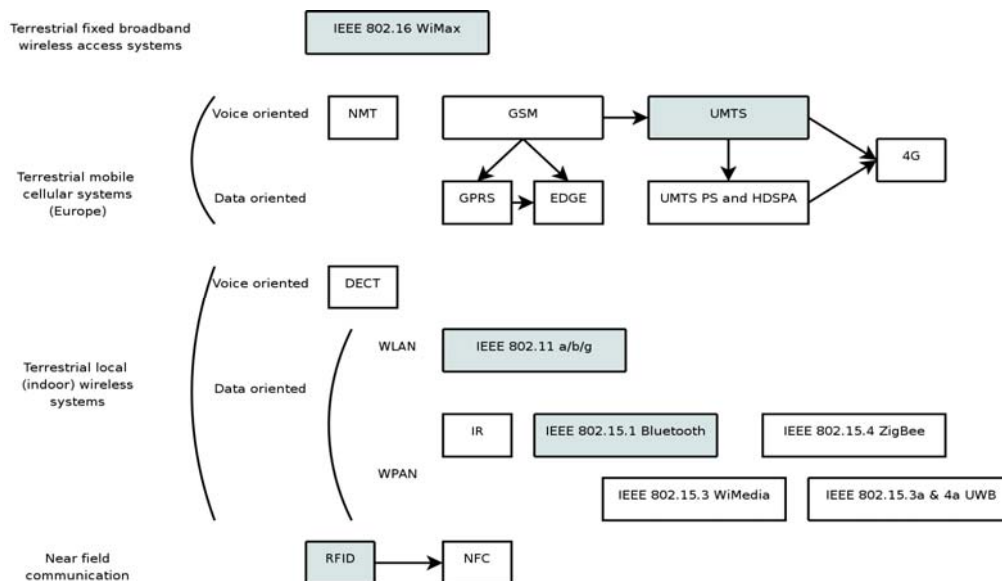 Terrestrial fixed broadband
wireless access systems
IEEE 802.16 WiMax
Terrestrial mobile
cellular systems
(Europe)
Voice oriented
NMT
GSM
UMTS
4G
Data oriented
GPRS
EDGE
UMTS PS and HDSPA
Terrestrial local
(indoor) wireless
systems
Voice oriented
DECT
Data oriented
WLAN
IEEE 802.11 a/b/g
WPAN
IR
IEEE 802.15.1 Bluetooth
IEEE 802.15.4 ZigBee
IEEE 802.15.3 WiMedia
IEEE 802.15.3a & 4a UWB
Near field
communication
RFID
NFC